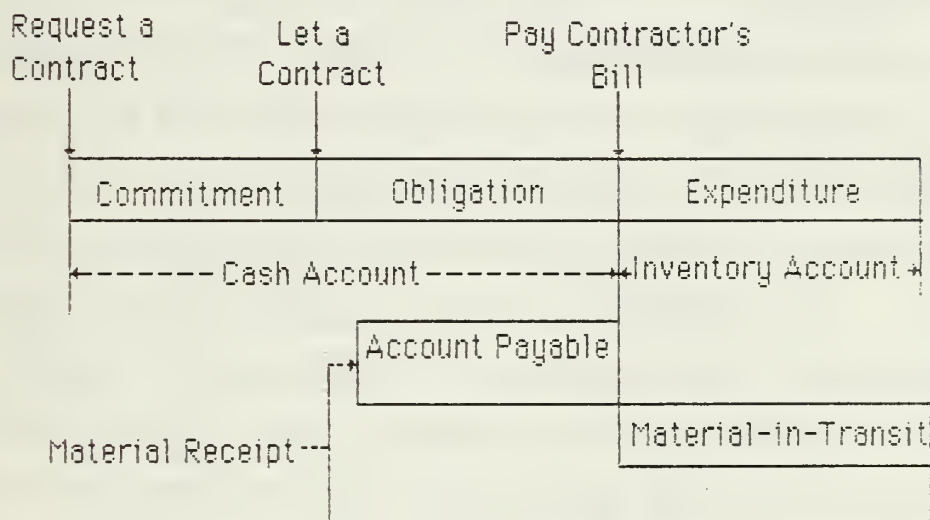 Request a
Contract
Let a
Contract
Pay Contractor's
Bill
Commitment
Obligation
Expenditure
Cash Account
Inventory Account
Account Payable
Material Receipt
Material-in-Transit